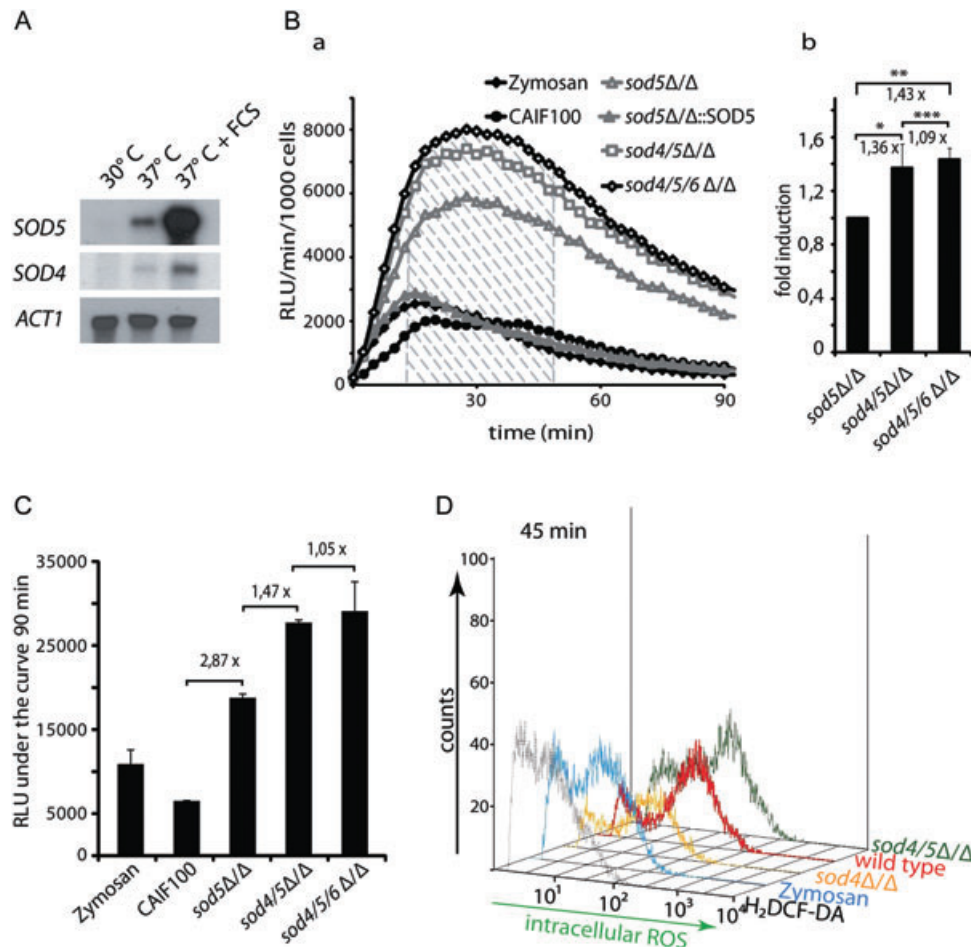 A
30° C
37° C
37° C + FCS
SOD5
SOD4
ACT1
B
a
Zymosan
CAIF100
sod5Δ/Δ
sod5Δ/Δ::SOD5
sod4/5Δ/Δ
sod4/5/6 Δ/Δ
RLU/min/1000 cells
8000
6000
4000
2000
0
30
60
90
time (min)
b
**
1,43 x
*
***
1,36 x
1,09 x
fold induction
1,6
1,2
0,8
0,4
0
sod5Δ/Δ
sod4/5Δ/Δ
sod4/5/6 Δ/Δ
C
RLU under the curve 90 min
35000
25000
15000
5000
0
2,87 x
1,47 x
1,05 x
Zymosan
CAIF100
sod5Δ/Δ
sod4/5Δ/Δ
sod4/5/6 Δ/Δ
D
45 min
counts
100
80
60
40
20
10¹
10²
10³
10⁴
intracellular ROS
sod4/5Δ/Δ
wild type
sod4Δ/Δ
Zymosan
H₂DCF-DA